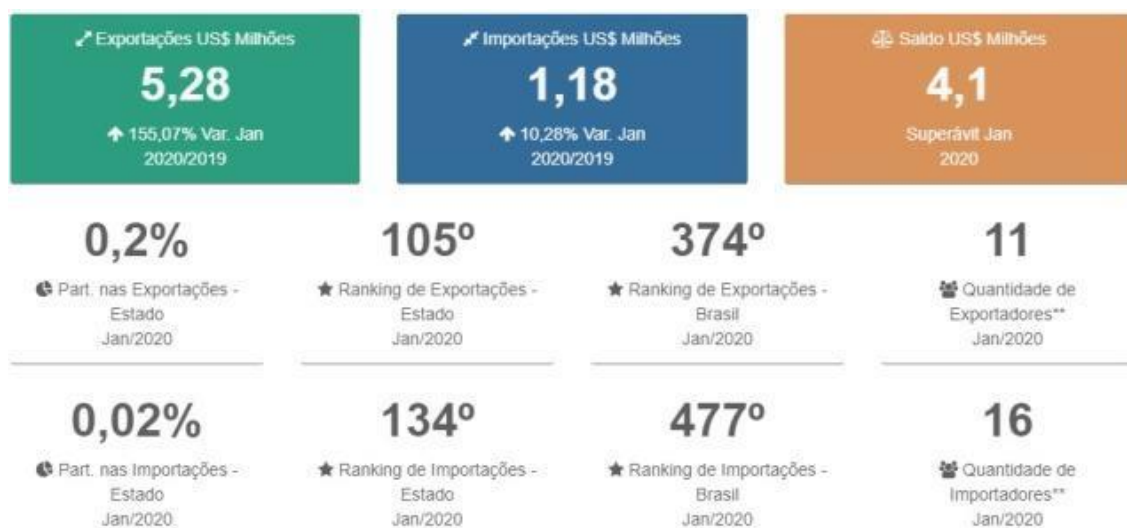 Exportações US$ Milhões
5,28
155,07% Var. Jan
2020/2019
Importações US$ Milhões
1,18
10,28% Var. Jan
2020/2019
Saldo US$ Milhões
4,1
Superávit Jan
2020
0,2%
Part. nas Exportações -
Estado
Jan/2020
105º
Ranking de Exportações -
Estado
Jan/2020
374º
Ranking de Exportações -
Brasil
Jan/2020
11
Quantidade de
Exportadores**
Jan/2020
0,02%
Part. nas Importações -
Estado
Jan/2020
134º
Ranking de Importações -
Estado
Jan/2020
477º
Ranking de Importações -
Brasil
Jan/2020
16
Quantidade de
Importadores**
Jan/2020